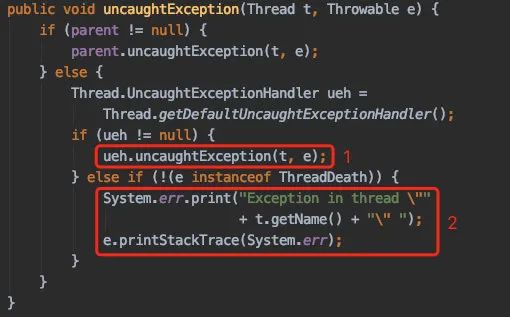 public void uncaughtException(Thread t, Throwable e) {
    if (parent != null) {
        parent.uncaughtException(t, e);
    } else {
        Thread.UncaughtExceptionHandler ueh =
            Thread.getDefaultUncaughtExceptionHandler();
        if (ueh != null) {
            ueh.uncaughtException(t, e); 1
        } else if (!(e instanceof ThreadDeath)) {
            System.err.print("Exception in thread \""
                             + t.getName() + "\" "); 2
            e.printStackTrace(System.err);
        }
    }
}